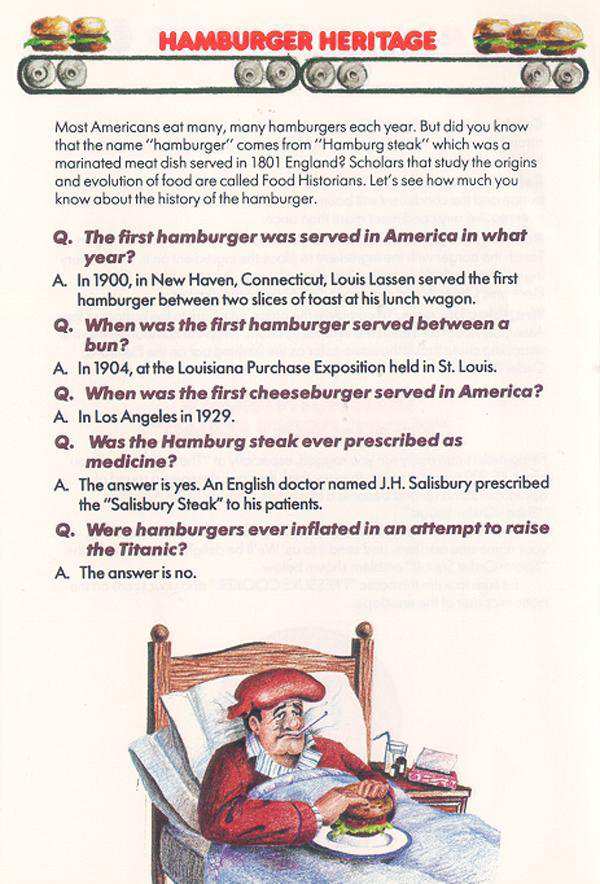 HAMBURGER HERITAGE
Most Americans eat many, many hamburgers each year. But did you know
that the name "hamburger" comes from "Hamburg steak" which was a
marinated meat dish served in 1801 England? Scholars that study the origins
and evolution of food are called Food Historians. Let's see how much you
know about the history of the hamburger.
Q. The first hamburger was served in America in what
year?
A. In 1900, in New Haven, Connecticut, Louis Lassen served the first
hamburger between two slices of toast at his lunch wagon.
Q. When was the first hamburger served between a
bun?
A. In 1904, at the Louisiana Purchase Exposition held in St. Louis.
Q. When was the first cheeseburger served in America?
A. In Los Angeles in 1929.
Q. Was the Hamburg steak ever prescribed as
medicine?
A. The answer is yes. An English doctor named J.H. Salisbury prescribed
the "Salisbury Steak" to his patients.
Q. Were hamburgers ever inflated in an attempt to raise
the Titanic?
A. The answer is no.